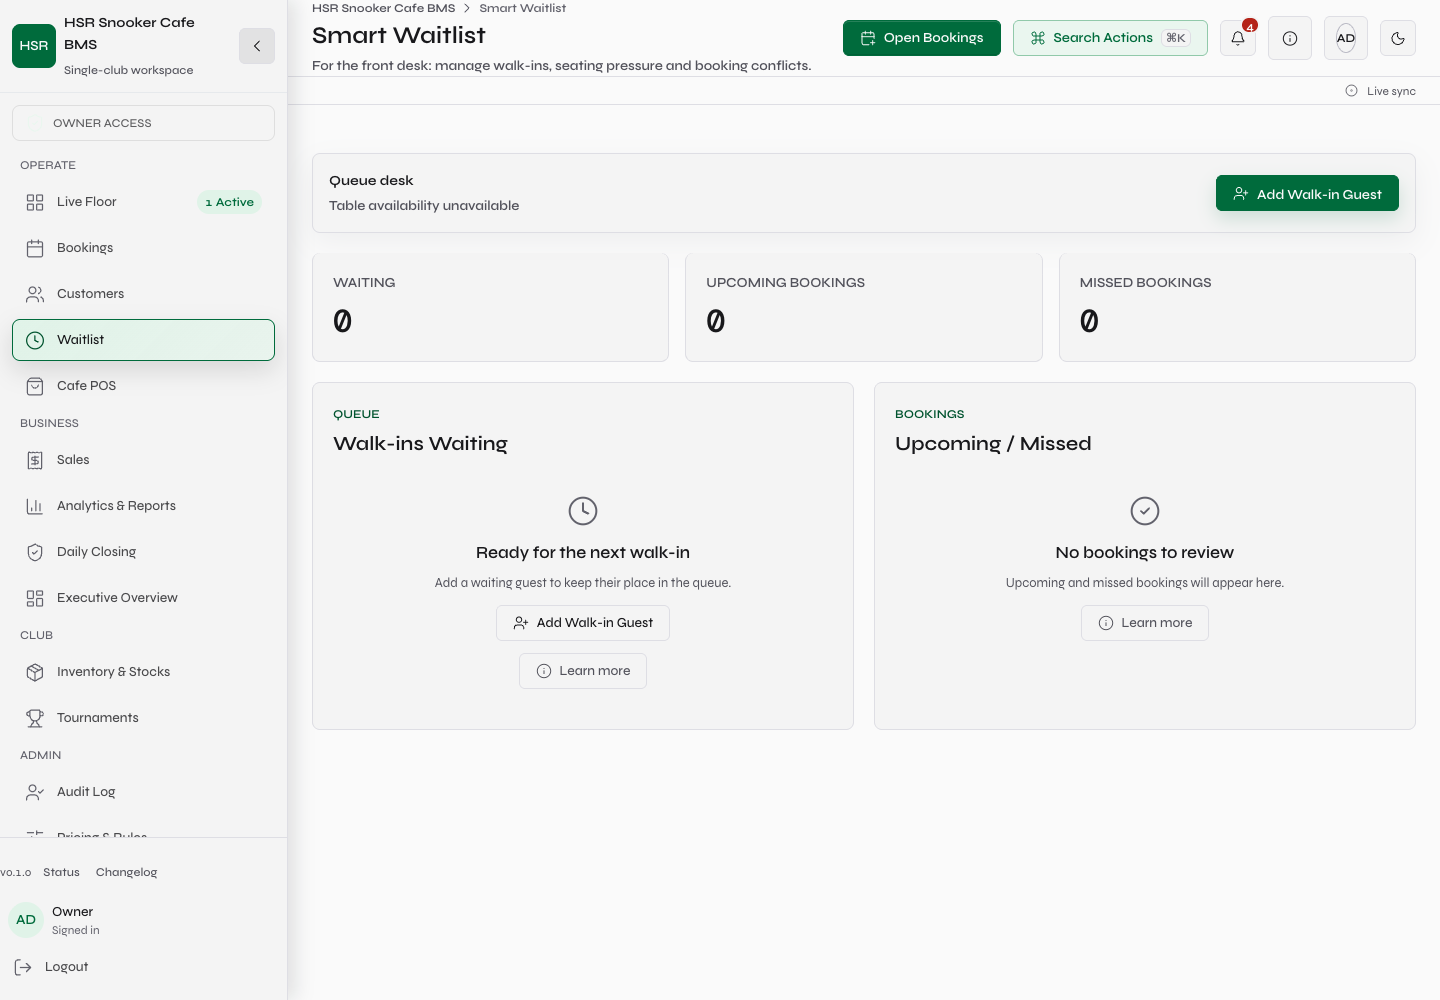 HSR
HSR Snooker Cafe
BMS
Single-club workspace
OWNER ACCESS
OPERATE
Live Floor
1 Active
Bookings
Customers
Waitlist
Cafe POS
BUSINESS
Sales
Analytics & Reports
Daily Closing
Executive Overview
CLUB
Inventory & Stocks
Tournaments
ADMIN
Audit Log
Pricing & Rules
v0.1.0 Status Changelog
AD
Owner
Signed in
Logout
HSR Snooker Cafe BMS > Smart Waitlist
Smart Waitlist
For the front desk: manage walk-ins, seating pressure and booking conflicts.
Open Bookings
Search Actions ⌘K
4
AD
Live sync
Queue desk
Table availability unavailable
Add Walk-in Guest
WAITING
0
UPCOMING BOOKINGS
0
MISSED BOOKINGS
0
QUEUE
Walk-ins Waiting
Ready for the next walk-in
Add a waiting guest to keep their place in the queue.
Add Walk-in Guest
Learn more
BOOKINGS
Upcoming / Missed
No bookings to review
Upcoming and missed bookings will appear here.
Learn more